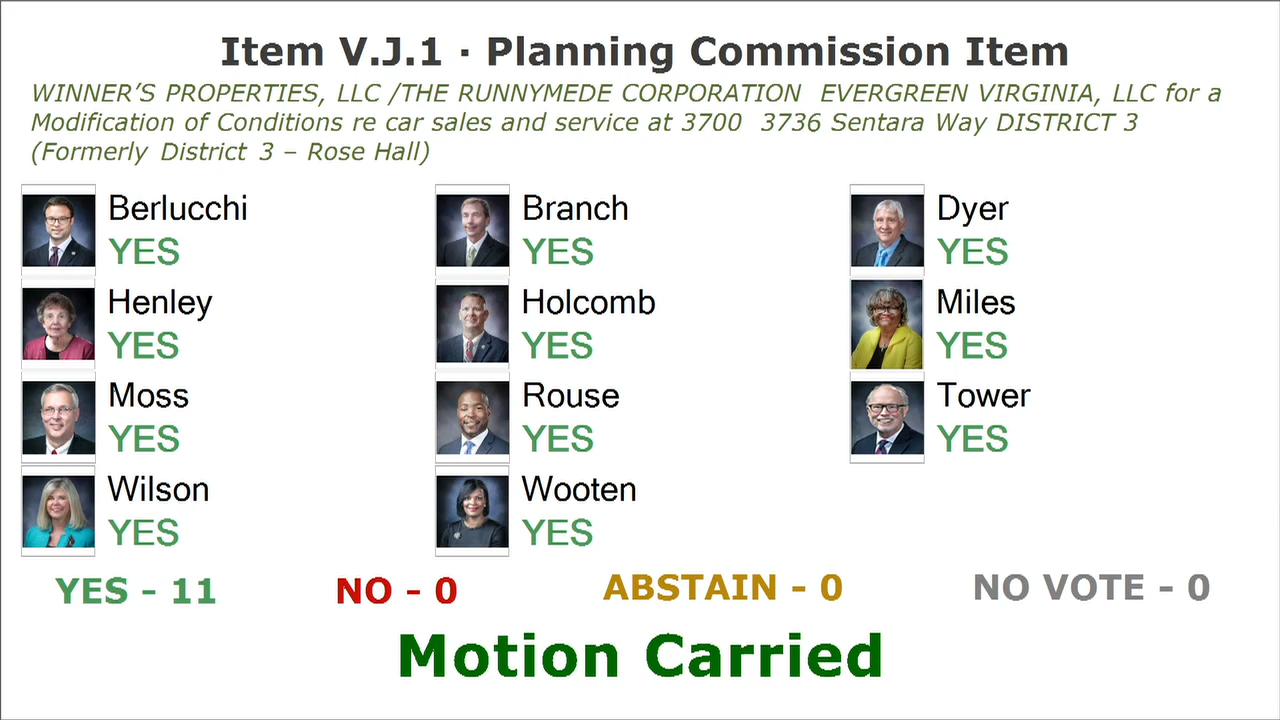 Item V.J.1 · Planning Commission Item
WINNER’S PROPERTIES, LLC /THE RUNNYMEDE CORPORATION  EVERGREEN VIRGINIA, LLC for a
Modification of Conditions re car sales and service at 3700  3736 Sentara Way DISTRICT 3
(Formerly District 3 – Rose Hall)
Berlucchi Branch Dyer
YES YES YES
Henley Holcomb Miles
YES YES YES
Moss Rouse Tower
YES YES YES
Wilson Wooten
YES YES
YES - 11 NO - 0 ABSTAIN - 0 NO VOTE - 0
Motion Carried